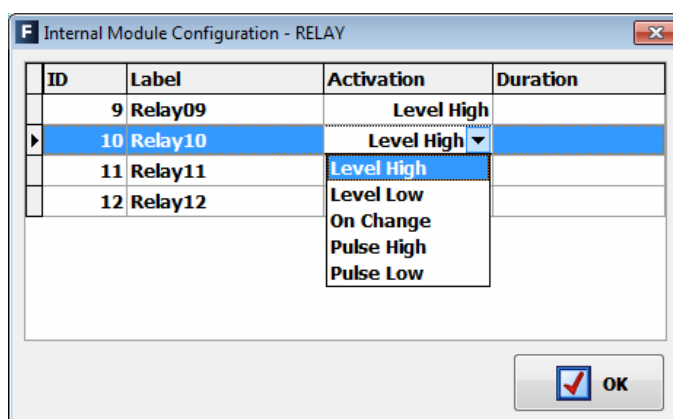 F Internal Module Configuration - RELAY
ID Label Activation Duration
9 Relay09 Level High
10 Relay10 Level High
11 Relay11 Level High
12 Relay12 Level Low
On Change
Pulse High
Pulse Low
OK